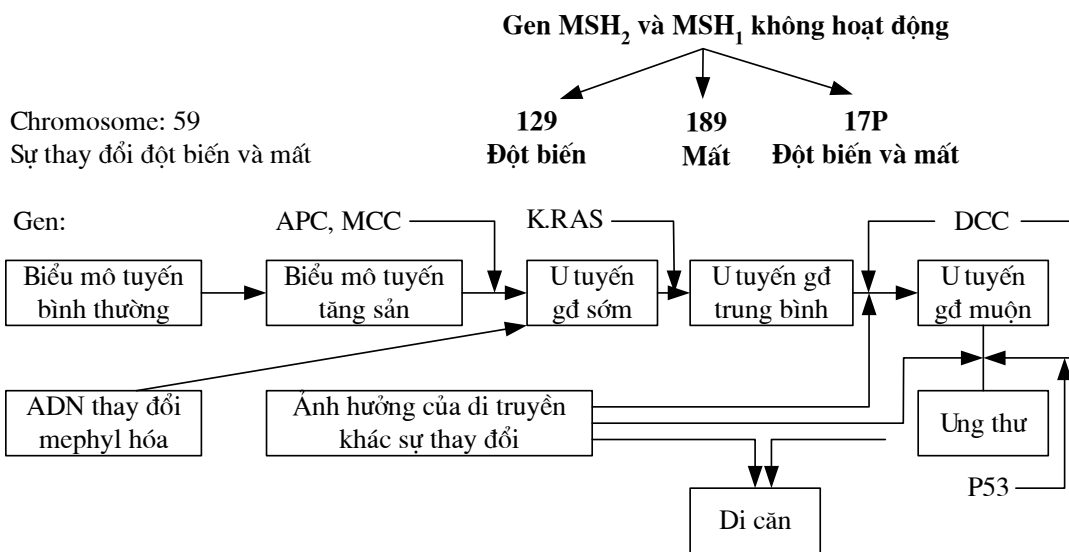 Gen MSH₂ và MSH₁ không hoạt động
Chromosome: 59
129
189
17P
Sự thay đổi đột biến và mất
Đột biến
Mất
Đột biến và mất
Gen:
APC, MCC
K.RAS
DCC
Biểu mô tuyến
bình thường
Biểu mô tuyến
tăng sản
U tuyến
gđ sớm
U tuyến gđ
trung bình
U tuyến
gđ muộn
ADN thay đổi
mephyl hóa
Ảnh hưởng của di truyền
khác sự thay đổi
Ung thư
P53
Di căn